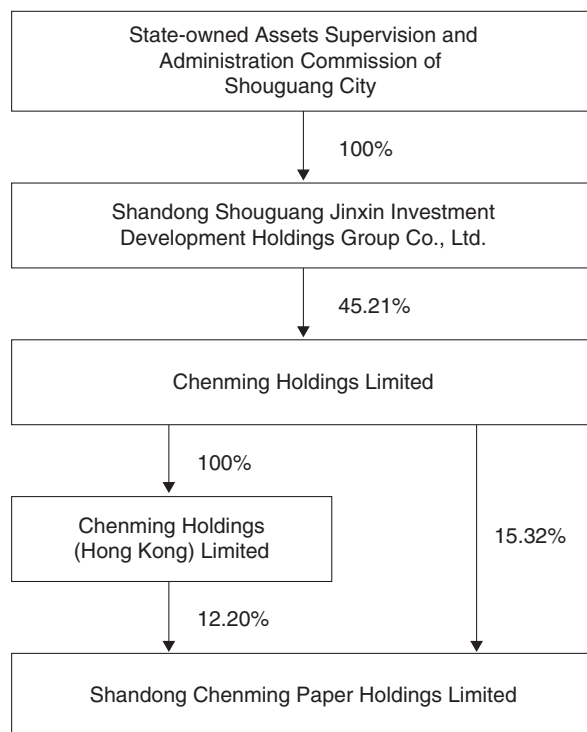 State-owned Assets Supervision and
Administration Commission of
Shouguang City
100%
Shandong Shouguang Jinxin Investment
Development Holdings Group Co., Ltd.
45.21%
Chenming Holdings Limited
100%
Chenming Holdings
(Hong Kong) Limited
15.32%
12.20%
Shandong Chenming Paper Holdings Limited